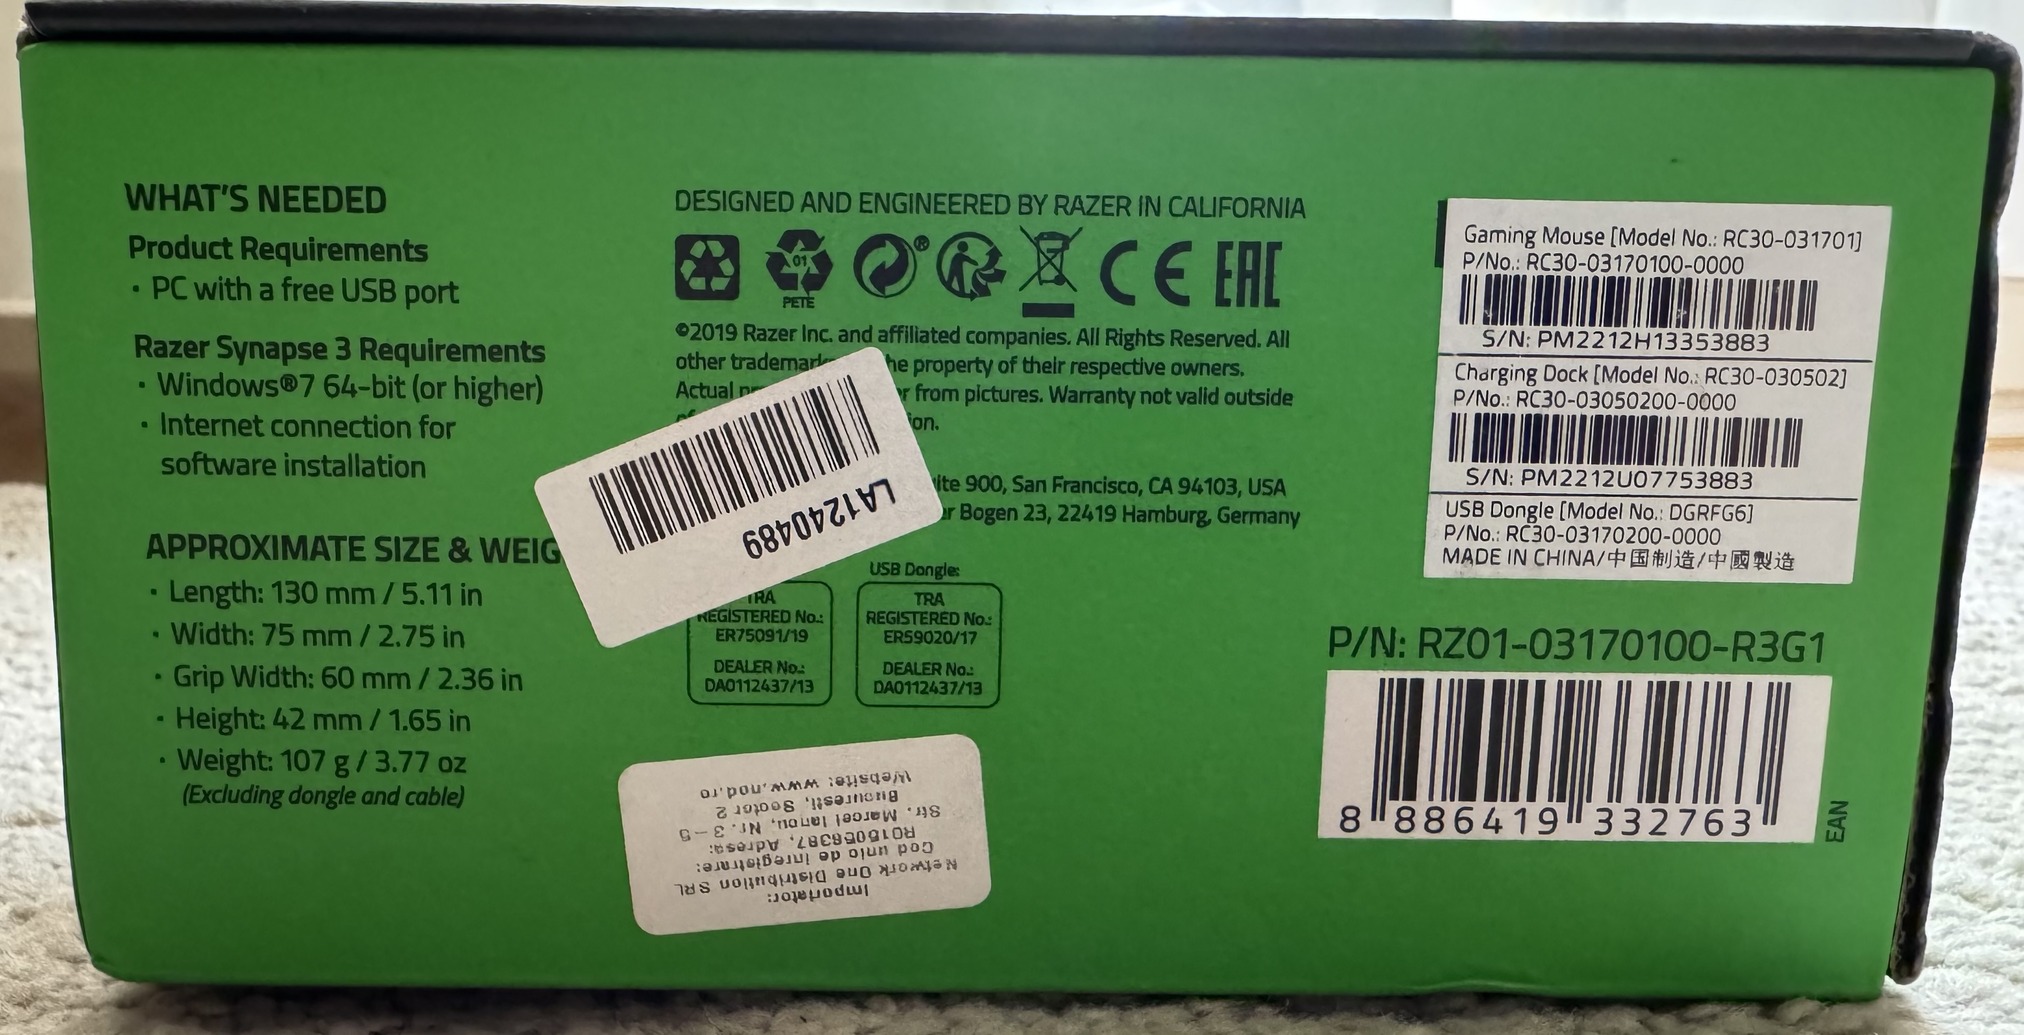 WHAT'S NEEDED
Product Requirements
· PC with a free USB port
Razer Synapse 3 Requirements
· Windows®7 64-bit (or higher)
· Internet connection for
software installation
APPROXIMATE SIZE & WEIG
· Length: 130 mm / 5.11 in
· Width: 75 mm / 2.75 in
· Grip Width: 60 mm / 2.36 in
· Height: 42 mm / 1.65 in
· Weight: 107 g / 3.77 oz
(Excluding dongle and cable)
DESIGNED AND ENGINEERED BY RAZER IN CALIFORNIA
01
PETE
®
CE
EAC
©2019 Razer Inc. and affiliated companies. All Rights Reserved. All
other trademar he property of their respective owners.
Actual from pictures. Warranty not valid outside
on.
ite 900, San Francisco, CA 94103, USA
er Bogen 23, 22419 Hamburg, Germany
LA1240489
TRA
REGISTERED No.:
ER75091/19
DEALER No.:
DA0112437/13
USB Dongle:
TRA
REGISTERED No.:
ER59020/17
DEALER No.:
DA0112437/13
Importator:
Network One Distribution SRL
Cod unic de inregistrare:
RO15056387, Adresa:
Str. Marcel Iancu, Nr. 3-5
Bucuresti, Sector 2
Website: www.nod.ro
Gaming Mouse [Model No.: RC30-031701]
P/No.: RC30-03170100-0000
S/N: PM2212H13353883
Charging Dock [Model No.: RC30-030502]
P/No.: RC30-03050200-0000
S/N: PM2212U07753883
USB Dongle [Model No.: DGRFG6]
P/No.: RC30-03170200-0000
MADE IN CHINA/中国制造/中國製造
P/N: RZ01-03170100-R3G1
8 886419 332763
EAN